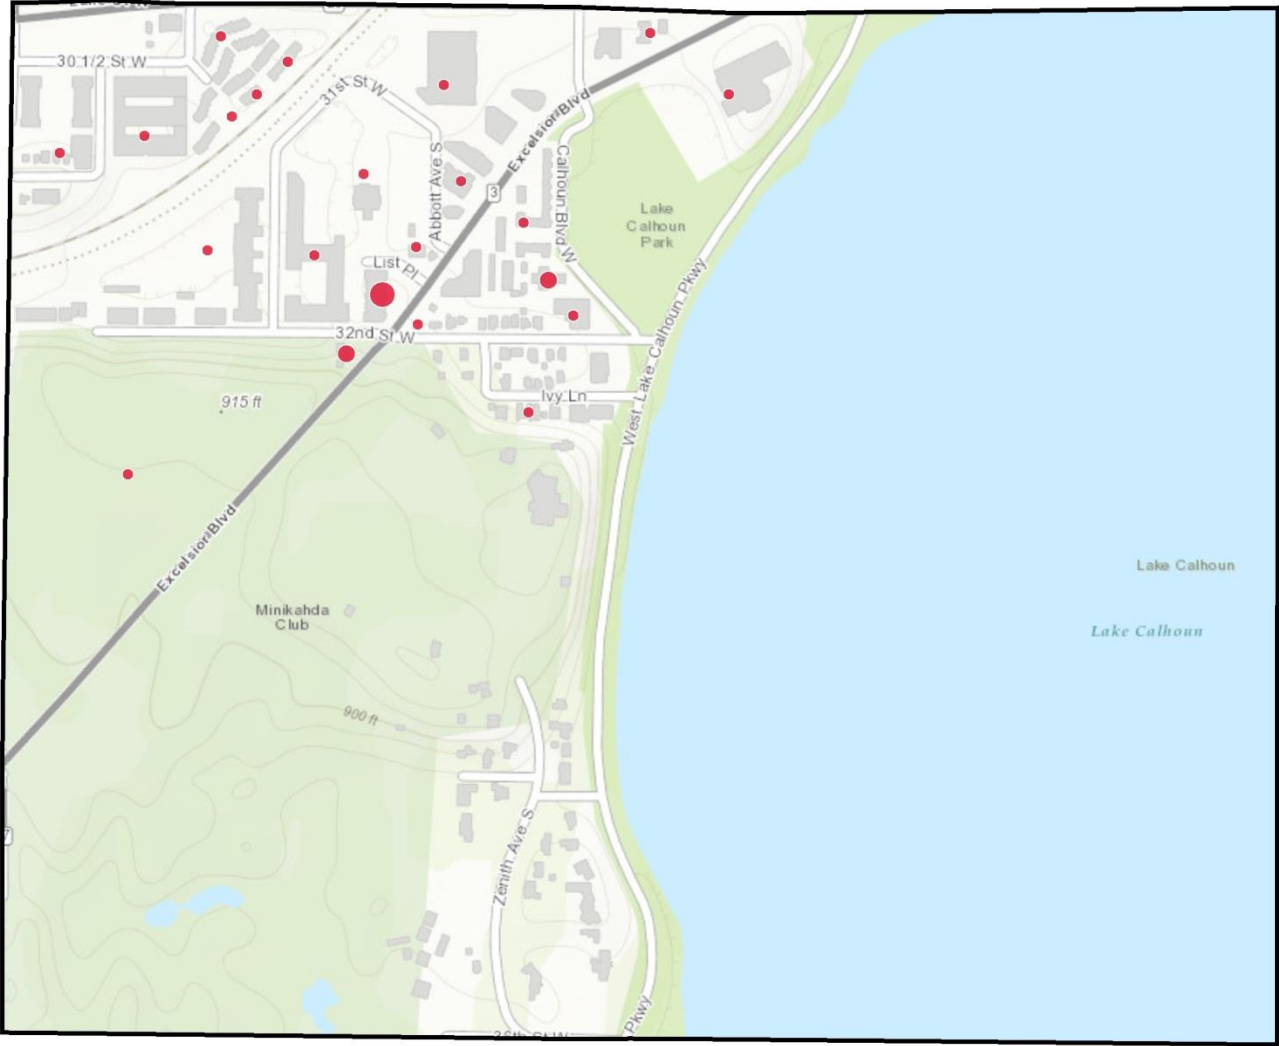 30 1/2 St W
31st St W
Excelsior Blvd
3
Abbott Ave S
Calhoun Blvd W
Lake
Calhoun
Park
List Pl
32nd St W
West Lake Calhoun Pkwy
Ivy Ln
915 ft
Excelsior Blvd
Lake Calhoun
Minikahda
Club
Lake Calhoun
900 ft
Zenith Ave S
Pkwy
36th St W